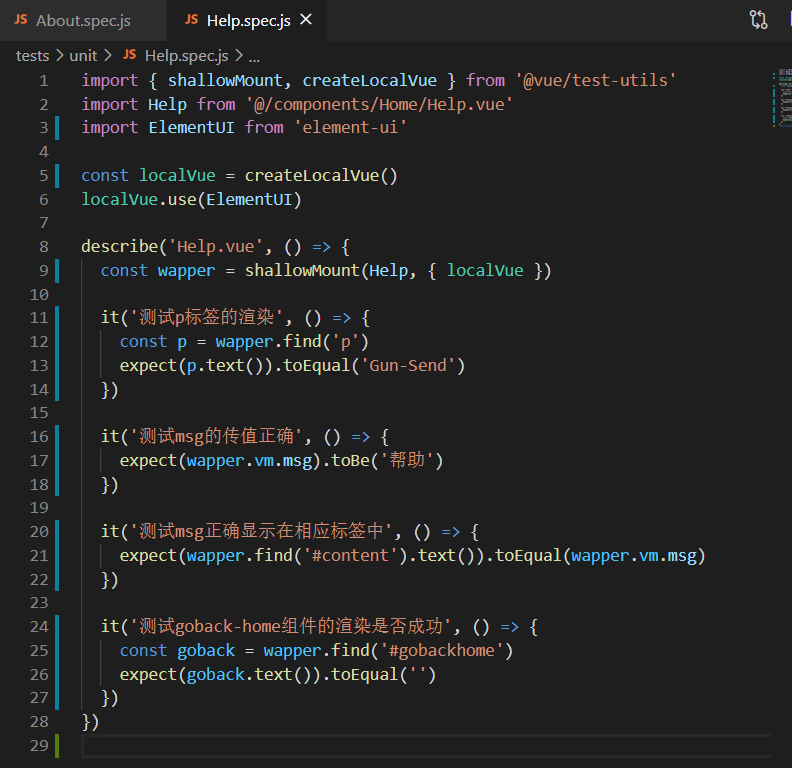 JS About.spec.js JS Help.spec.js ×
tests > unit > JS Help.spec.js > ...
1 import { shallowMount, createLocalVue } from '@vue/test-utils'
2 import Help from '@/components/Home/Help.vue'
3 import ElementUI from 'element-ui'
4
5 const localVue = createLocalVue()
6 localVue.use(ElementUI)
7
8 describe('Help.vue', () => {
9   const wapper = shallowMount(Help, { localVue })
10
11   it('测试p标签的渲染', () => {
12     const p = wapper.find('p')
13     expect(p.text()).toEqual('Gun-Send')
14   })
15
16   it('测试msg的传值正确', () => {
17     expect(wapper.vm.msg).toBe('帮助')
18   })
19
20   it('测试msg正确显示在相应标签中', () => {
21     expect(wapper.find('#content').text()).toEqual(wapper.vm.msg)
22   })
23
24   it('测试goback-home组件的渲染是否成功', () => {
25     const goback = wapper.find('#gobackhome')
26     expect(goback.text()).toEqual('')
27   })
28 })
29